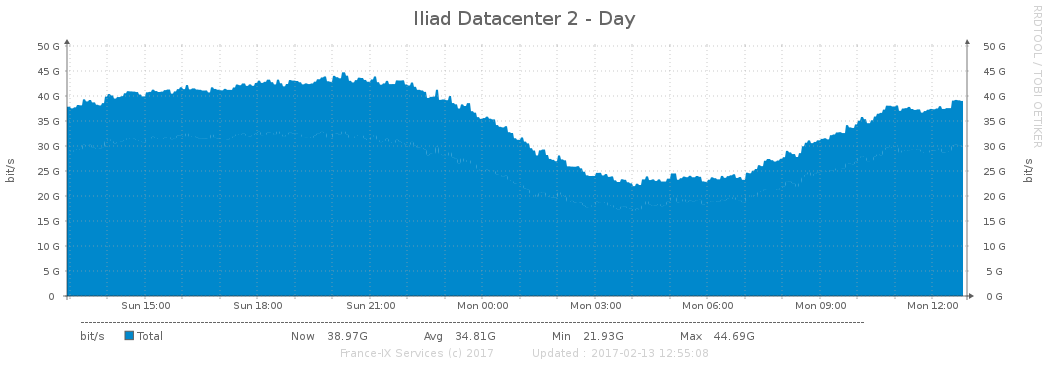 Iliad Datacenter 2 - Day
RRDTOOL / TOBI OETIKER
50 G 50 G
45 G 45 G
40 G 40 G
35 G 35 G
30 G 30 G
25 G 25 G
20 G 20 G
15 G 15 G
10 G 10 G
5 G 5 G
0 0 G
bit/s bit/s
Sun 15:00 Sun 18:00 Sun 21:00 Mon 00:00 Mon 03:00 Mon 06:00 Mon 09:00 Mon 12:00
bit/s Total Now 38.97G Avg 34.81G Min 21.93G Max 44.69G
France-IX Services (c) 2017 Updated : 2017-02-13 12:55:08